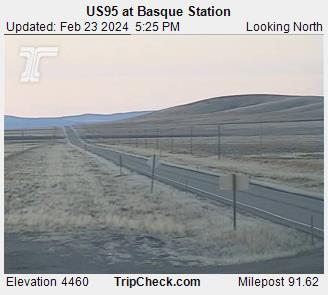 US95 at Basque Station
Updated: Feb 23 2024 5:25 PM Looking North
Elevation 4460 TripCheck.com Milepost 91.62